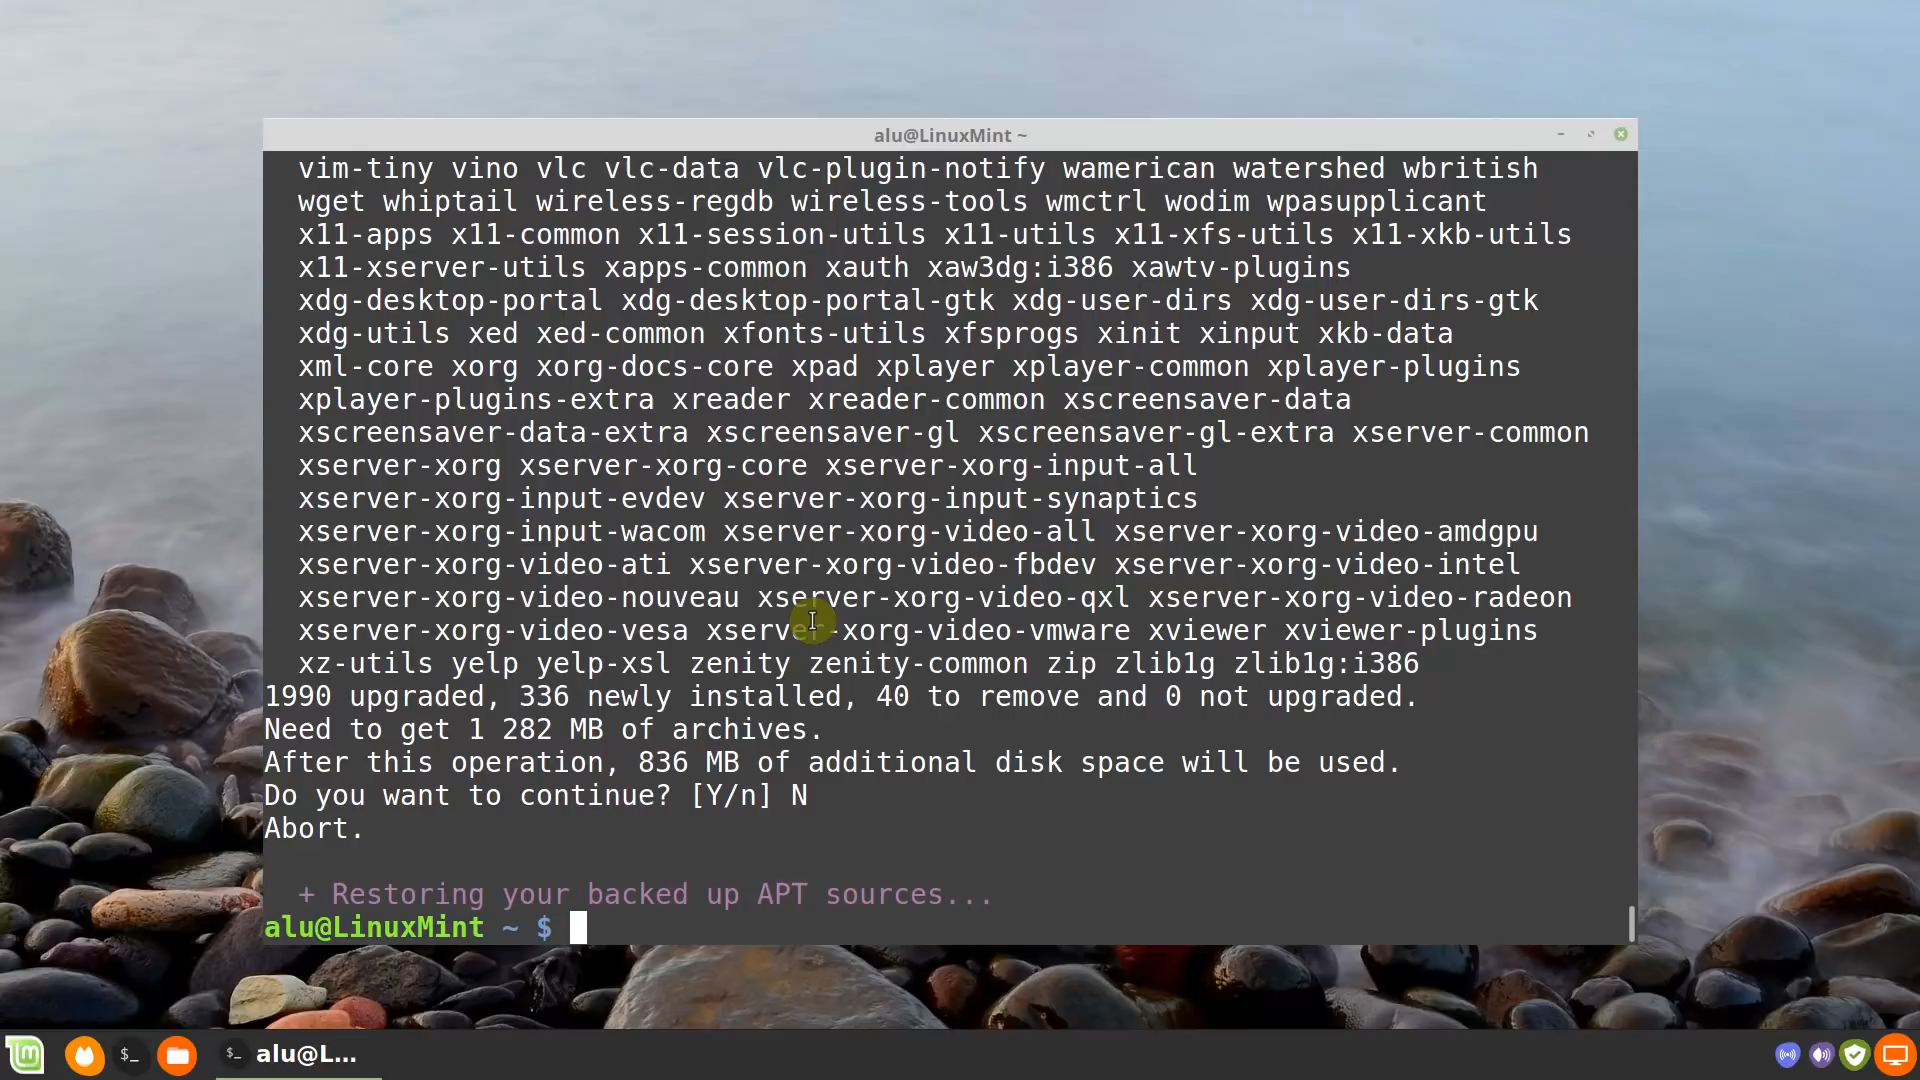 alu@LinuxMint ~
vim-tiny vino vlc vlc-data vlc-plugin-notify wamerican watershed wbritish
wget whiptail wireless-regdb wireless-tools wmctrl wodim wpasupplicant
x11-apps x11-common x11-session-utils x11-utils x11-xfs-utils x11-xkb-utils
x11-xserver-utils xapps-common xauth xaw3dg:i386 xawtv-plugins
xdg-desktop-portal xdg-desktop-portal-gtk xdg-user-dirs xdg-user-dirs-gtk
xdg-utils xed xed-common xfonts-utils xfsprogs xinit xinput xkb-data
xml-core xorg xorg-docs-core xpad xplayer xplayer-common xplayer-plugins
xplayer-plugins-extra xreader xreader-common xscreensaver-data
xscreensaver-data-extra xscreensaver-gl xscreensaver-gl-extra xserver-common
xserver-xorg xserver-xorg-core xserver-xorg-input-all
xserver-xorg-input-evdev xserver-xorg-input-synaptics
xserver-xorg-input-wacom xserver-xorg-video-all xserver-xorg-video-amdgpu
xserver-xorg-video-ati xserver-xorg-video-fbdev xserver-xorg-video-intel
xserver-xorg-video-nouveau xserver-xorg-video-qxl xserver-xorg-video-radeon
xserver-xorg-video-vesa xserver-xorg-video-vmware xviewer xviewer-plugins
xz-utils yelp yelp-xsl zenity zenity-common zip zlib1g zlib1g:i386
1990 upgraded, 336 newly installed, 40 to remove and 0 not upgraded.
Need to get 1 282 MB of archives.
After this operation, 836 MB of additional disk space will be used.
Do you want to continue? [Y/n] N
Abort.
+ Restoring your backed up APT sources...
alu@LinuxMint ~ $
$_ $_ alu@L...